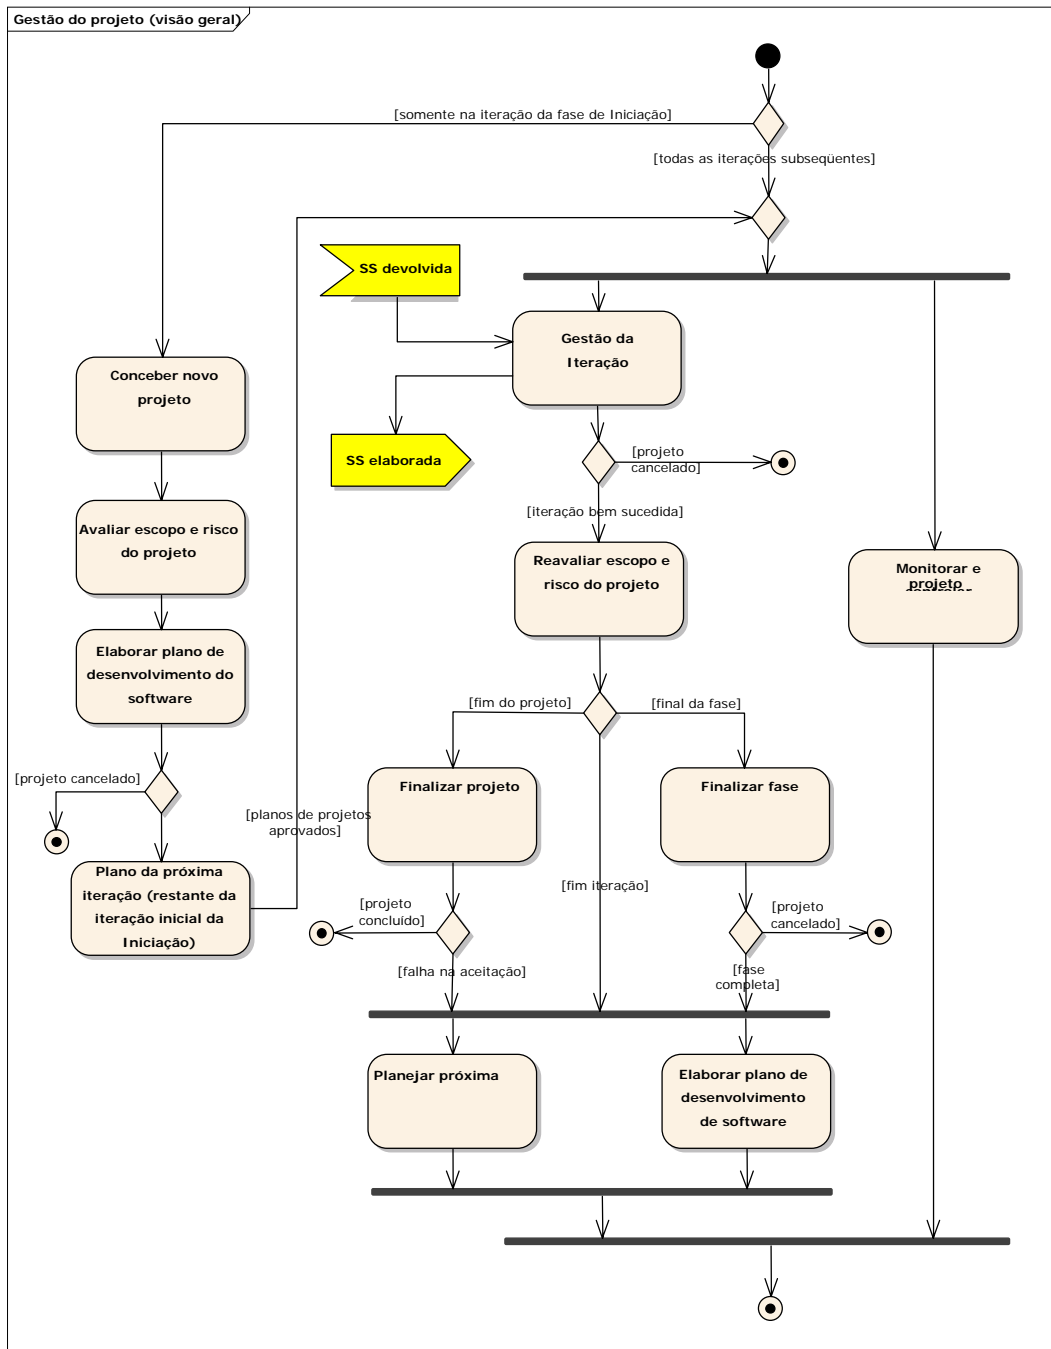 Gestão do projeto (visão geral)
[somente na iteração da fase de Iniciação]
[todas as iterações subseqüentes]
SS devolvida
Gestão da
Iteração
Conceber novo
projeto
SS elaborada
[projeto
cancelado]
[iteração bem sucedida]
Avaliar escopo e risco
do projeto
Reavaliar escopo e
risco do projeto
Monitorar e
projeto
Elaborar plano de
desenvolvimento do
software
[fim do projeto]
[final da fase]
[projeto cancelado]
Finalizar projeto
Finalizar fase
[planos de projetos
aprovados]
Plano da próxima
iteração (restante da
iteração inicial da
Iniciação)
[fim iteração]
[projeto
concluído]
[projeto
cancelado]
[falha na aceitação]
[fase
completa]
Planejar próxima
Elaborar plano de
desenvolvimento
de software